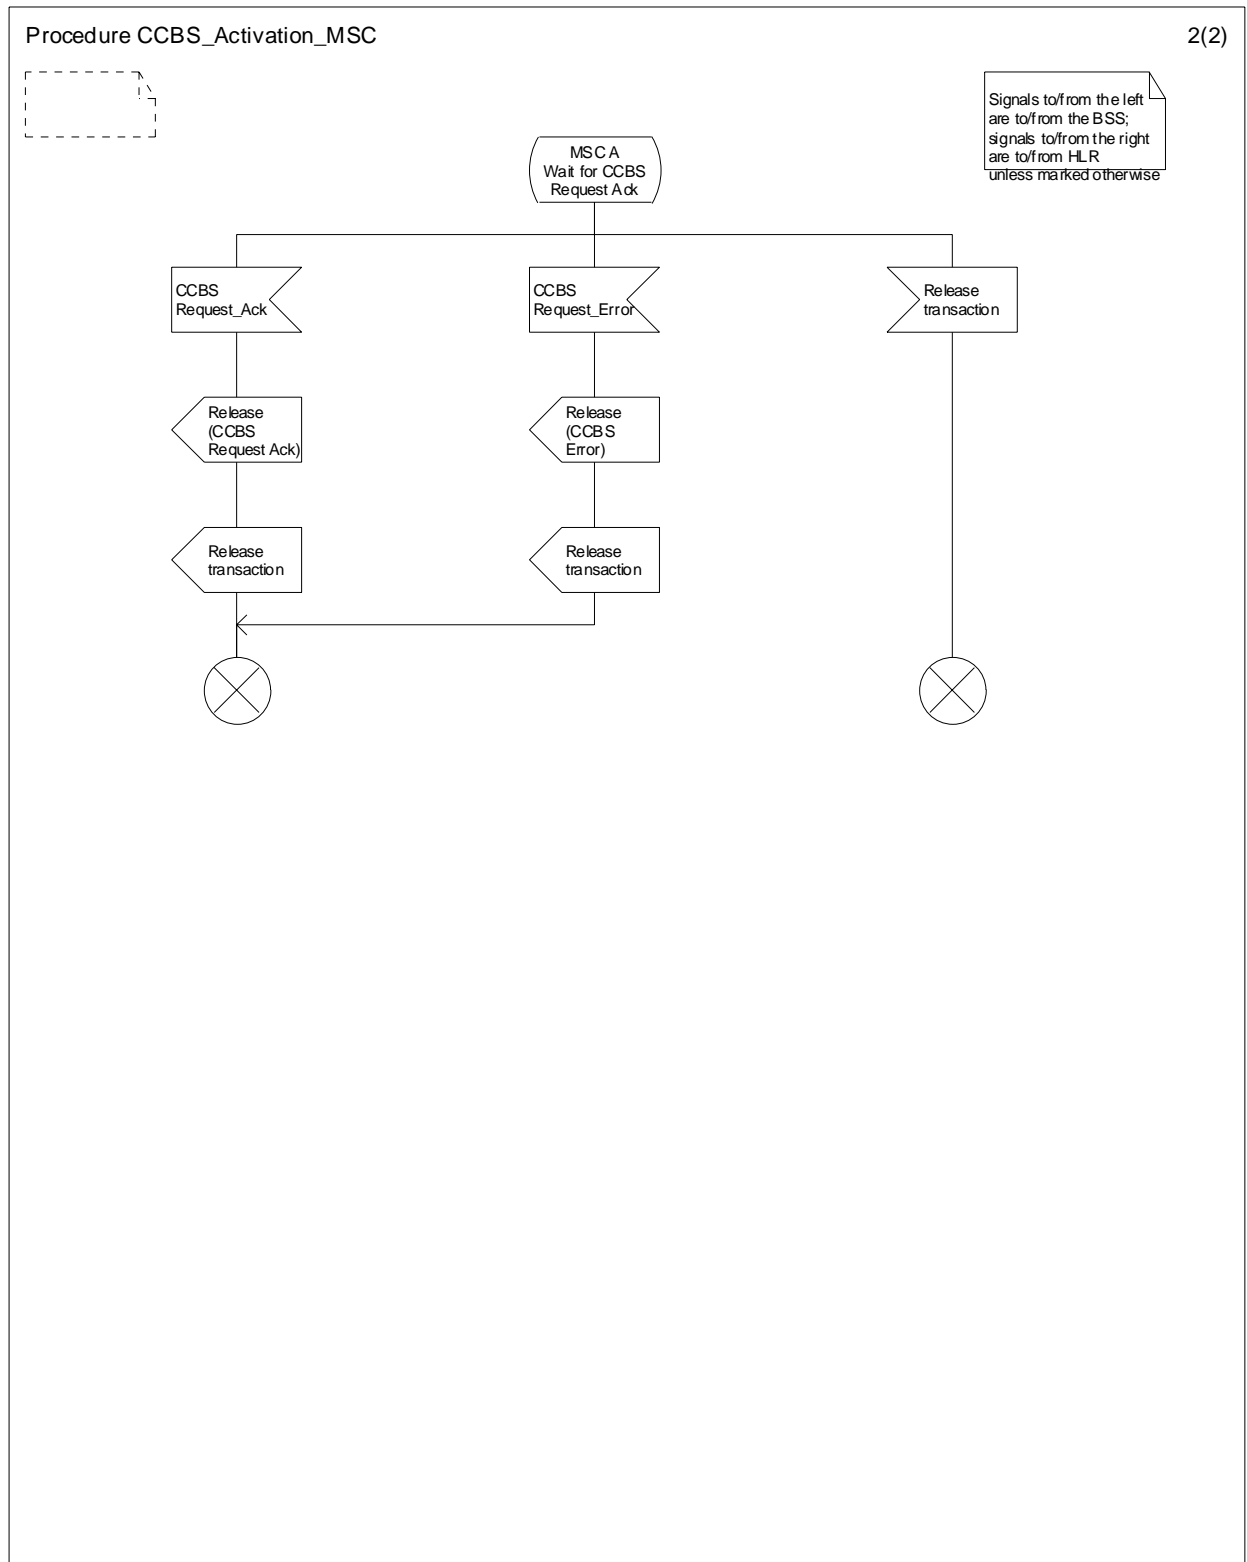 Procedure CCBS_Activation_MSC
2(2)
Signals to/from the left
are to/from the BSS;
signals to/from the right
are to/from HLR
unless marked otherwise
MSC A
Wait for CCBS
Request Ack
CCBS
Request_Ack
CCBS
Request_Error
Release
transaction
Release
(CCBS
Request Ack)
Release
(CCBS
Error)
Release
transaction
Release
transaction